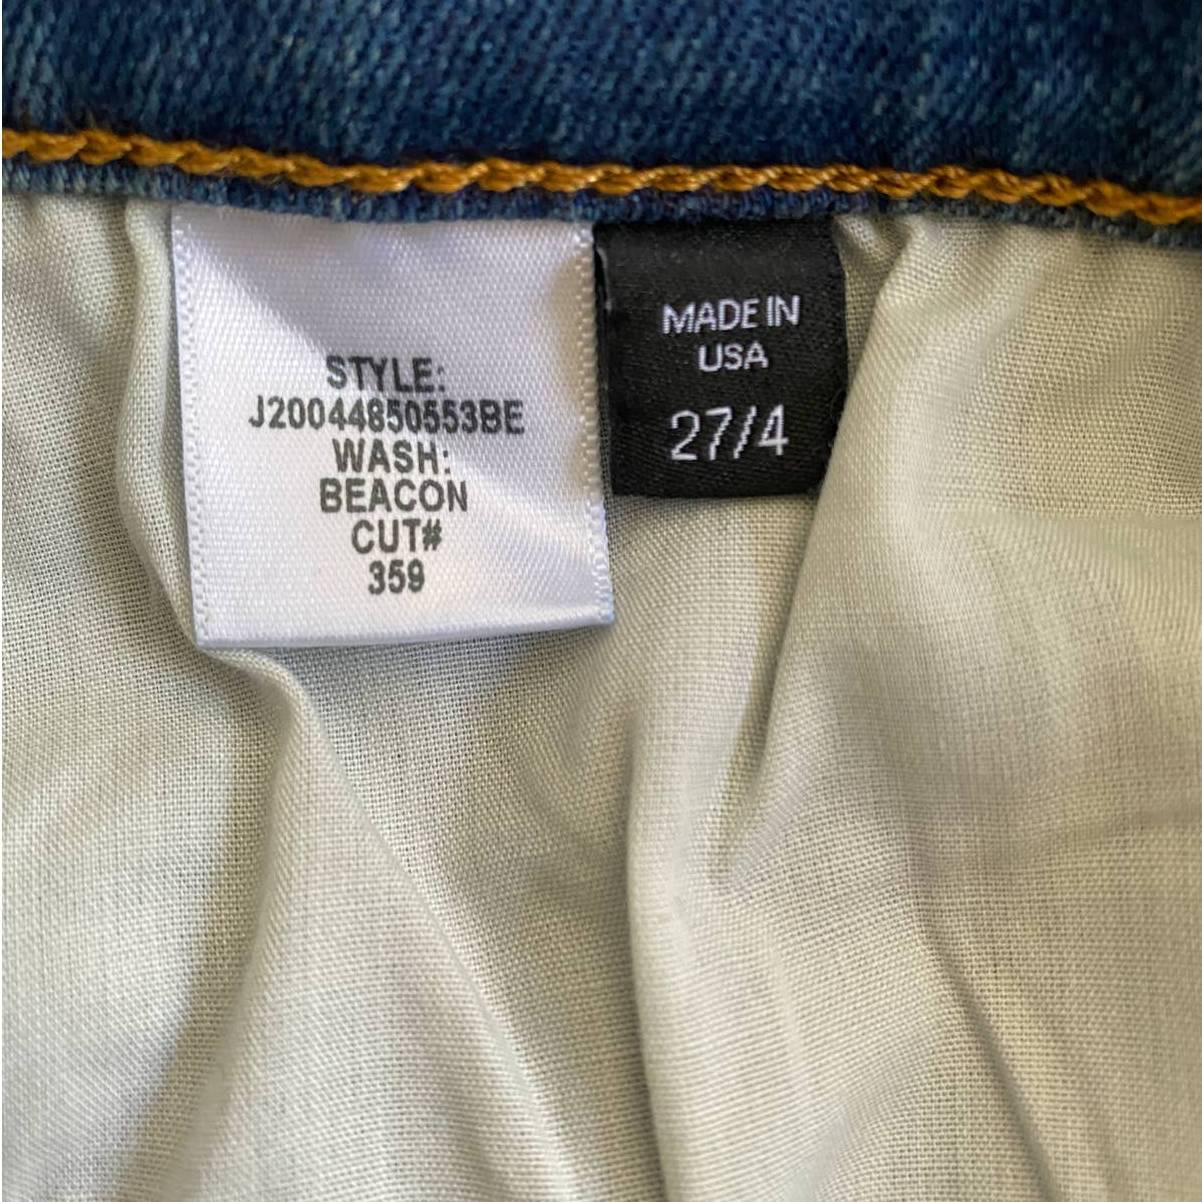 STYLE:
J20044850553BE
WASH:
BEACON
CUT#
359
MADE IN
USA
27/4